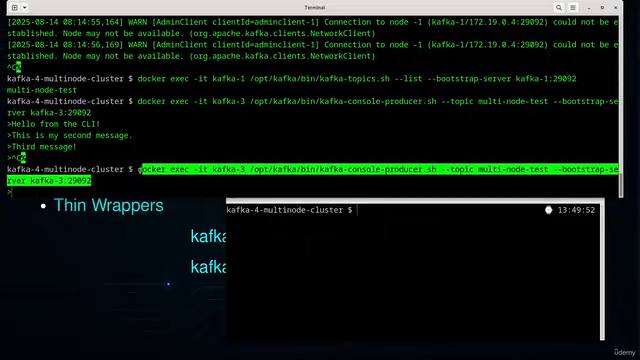 Terminal
[2025-08-14 08:14:55,164] WARN [AdminClient clientId=adminclient-1] Connection to node -1 (kafka-1/172.19.0.4:29092) could not be e
stablished. Node may not be available. (org.apache.kafka.clients.NetworkClient)
[2025-08-14 08:14:56,169] WARN [AdminClient clientId=adminclient-1] Connection to node -1 (kafka-1/172.19.0.4:29092) could not be e
stablished. Node may not be available. (org.apache.kafka.clients.NetworkClient)
^C%
kafka-4-multinode-cluster $ docker exec -it kafka-1 /opt/kafka/bin/kafka-topics.sh --list --bootstrap-server kafka-1:29092
multi-node-test
kafka-4-multinode-cluster $ docker exec -it kafka-3 /opt/kafka/bin/kafka-console-producer.sh --topic multi-node-test --bootstrap-se
rver kafka-3:29092
>Hello from the CLI!
>This is my second message.
>Third message!
>^C%
kafka-4-multinode-cluster $ docker exec -it kafka-3 /opt/kafka/bin/kafka-console-producer.sh --topic multi-node-test --bootstrap-se
rver kafka-3:29092
>
• Thin Wrappers
kafka-4-multinode-cluster $ 13:49:52
kafka
kafka
ûdemy